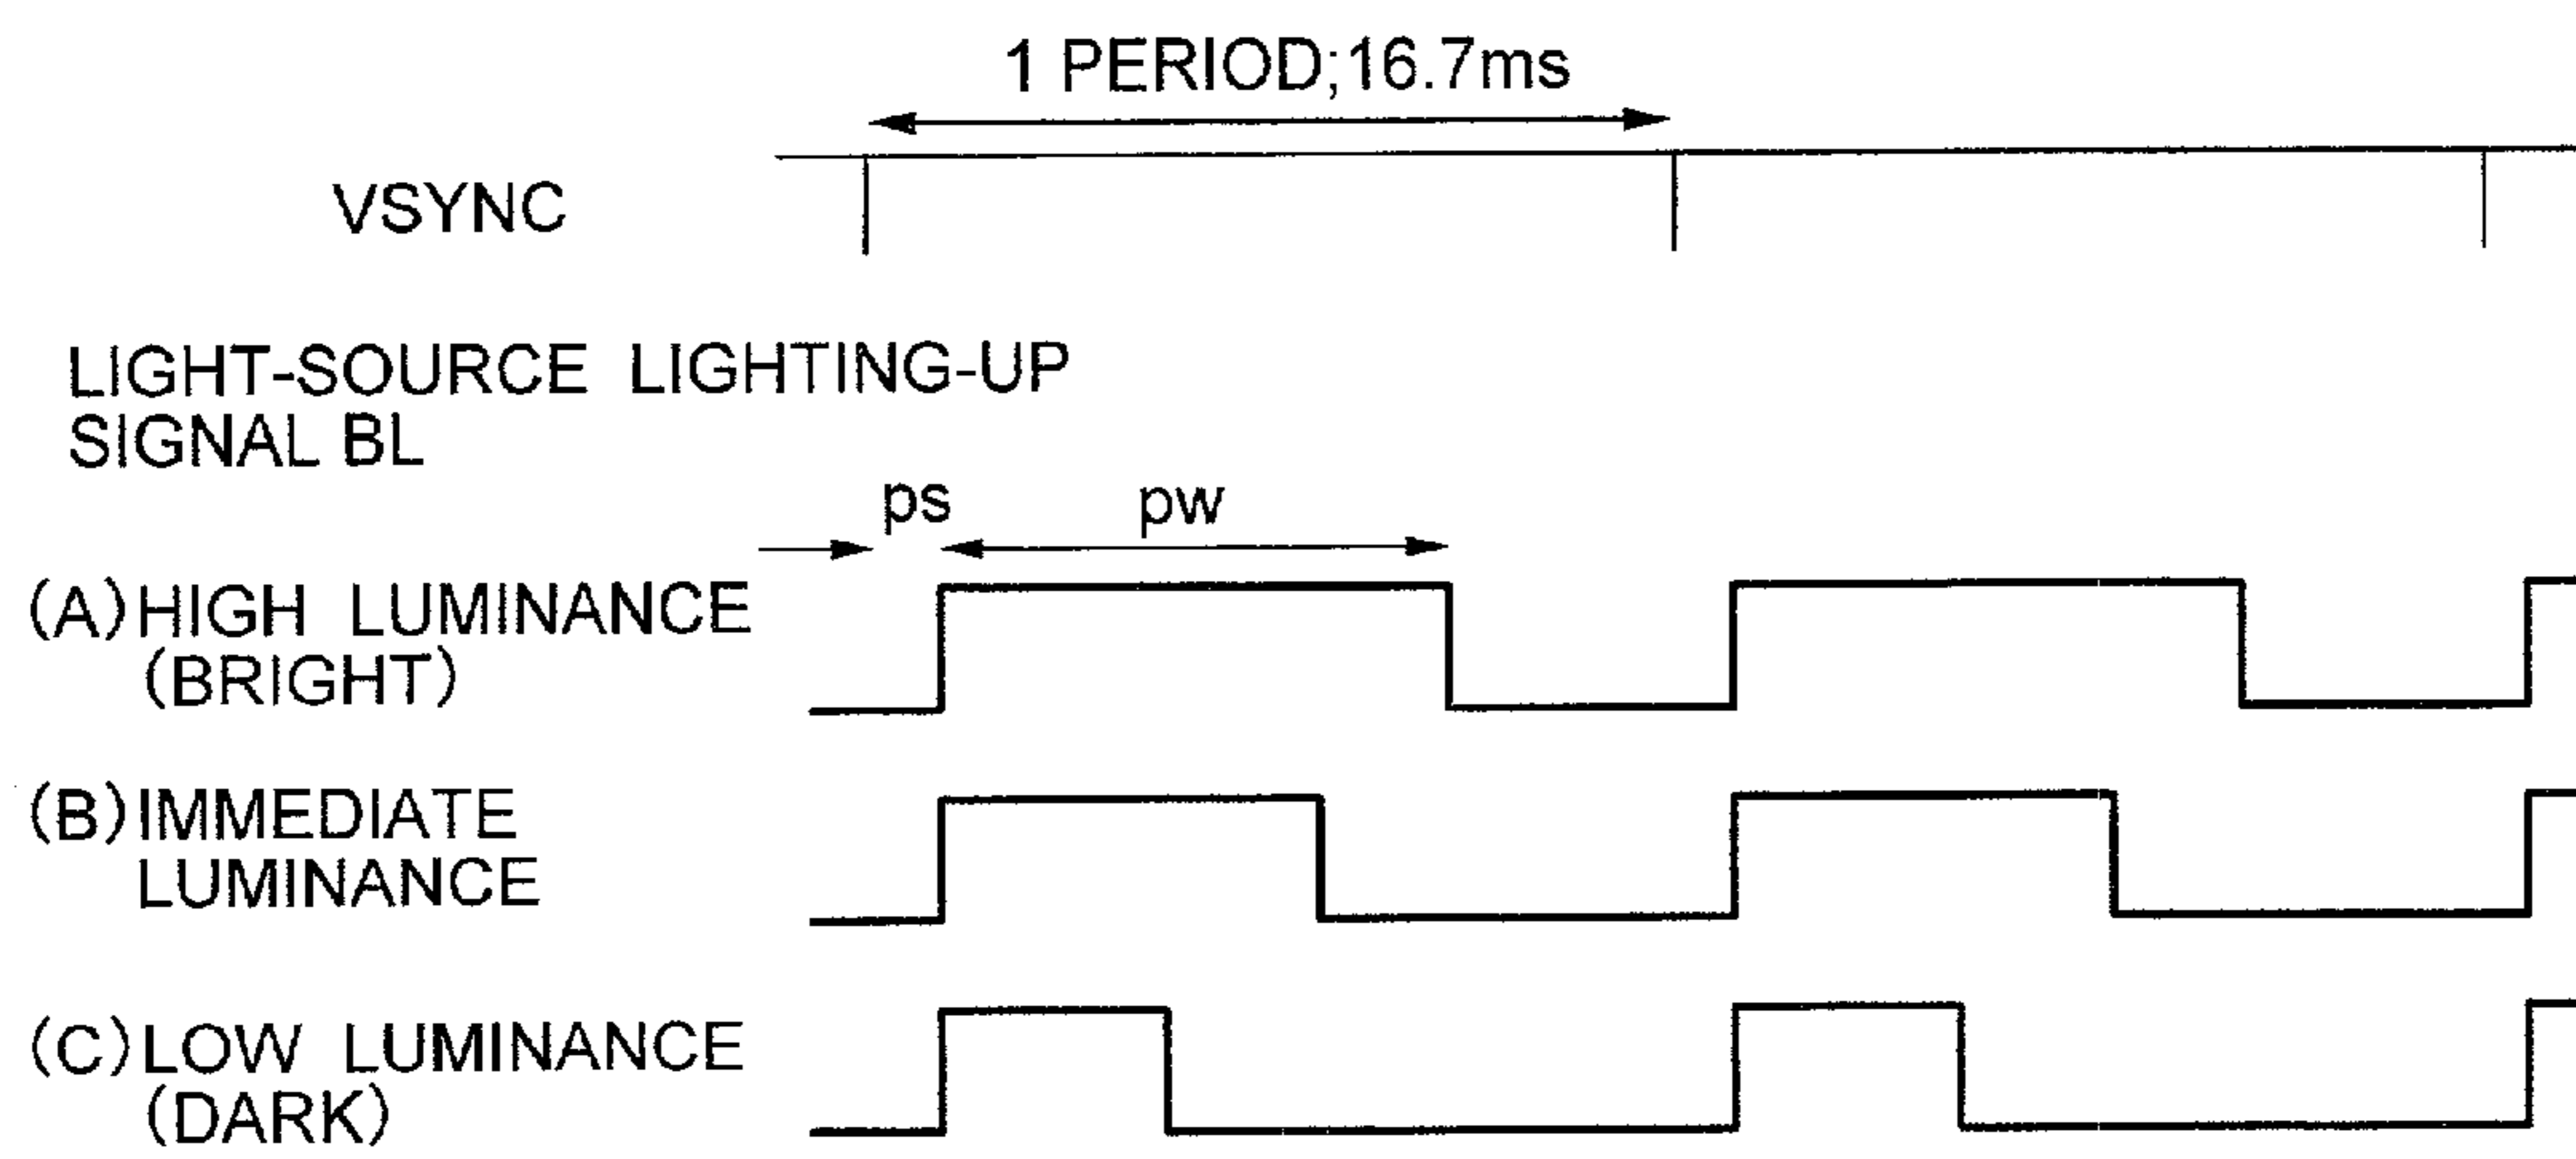 1 PERIOD;16.7ms
VSYNC
LIGHT-SOURCE LIGHTING-UP
SIGNAL BL
ps pw
(A)HIGH LUMINANCE
(BRIGHT)
(B)IMMEDIATE
LUMINANCE
(C)LOW LUMINANCE
(DARK)